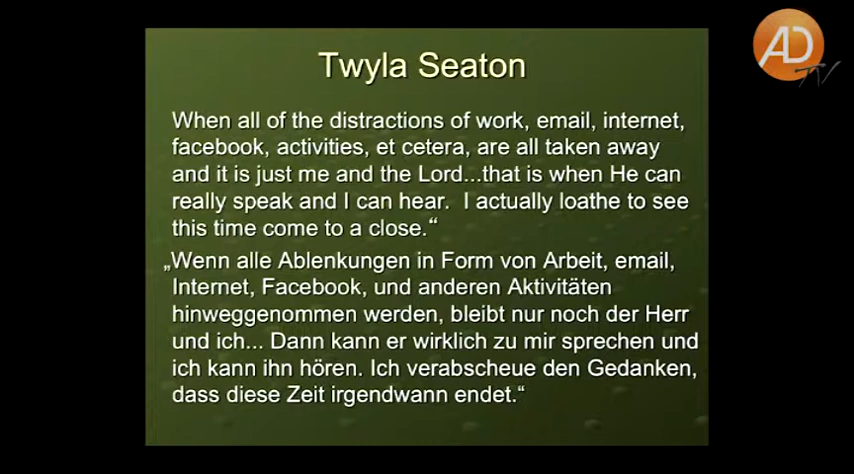 Twyla Seaton
AD
TV
When all of the distractions of work, email, internet,
facebook, activities, et cetera, are all taken away
and it is just me and the Lord...that is when He can
really speak and I can hear.  I actually loathe to see
this time come to a close.“
„Wenn alle Ablenkungen in Form von Arbeit, email,
Internet, Facebook, und anderen Aktivitäten
hinweggenommen werden, bleibt nur noch der Herr
und ich... Dann kann er wirklich zu mir sprechen und
ich kann ihn hören. Ich verabscheue den Gedanken,
dass diese Zeit irgendwann endet.“